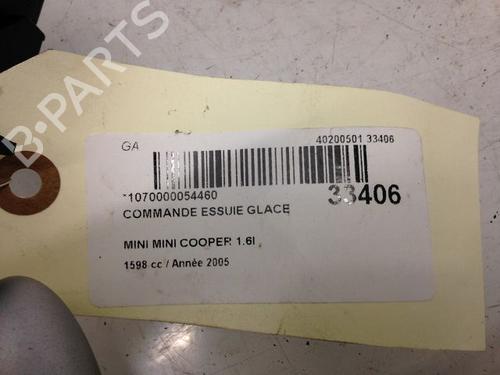 B-PARTS
GA
40200501 33406
-1070000054460
33406
COMMANDE ESSUIE GLACE
MINI MINI COOPER 1.6I
1598 cc / Année 2005